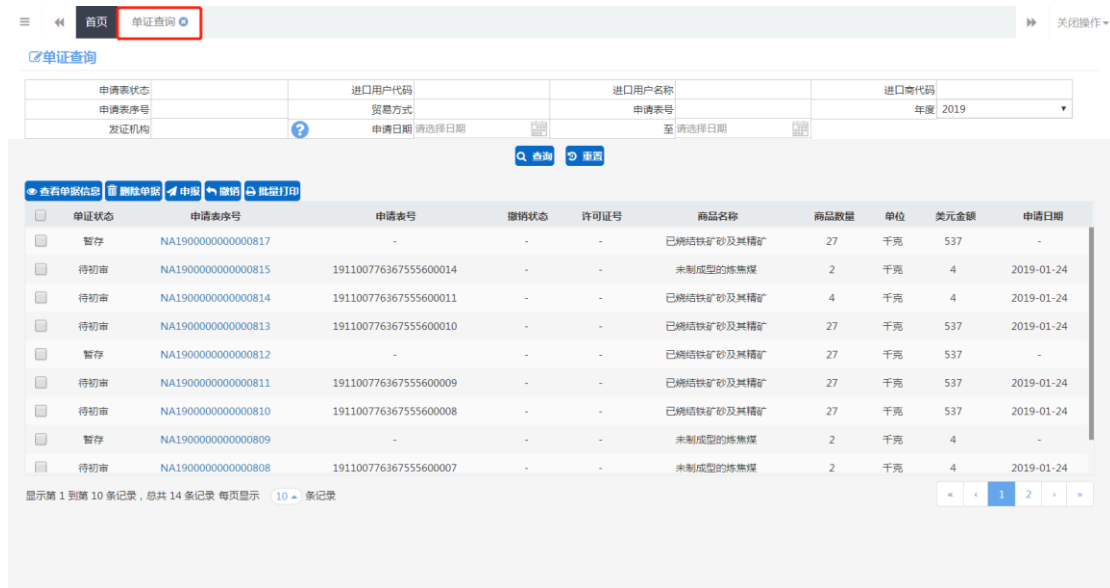 首页 单证查询 关闭操作
单证查询
申请表状态 进口用户代码 进口用户名称 进口商代码
申请表序号 贸易方式 申请表号 年度 2019
发证机构 ? 申请日期 请选择日期 至 请选择日期
查询 重置
查看单据信息 删除单据 申报 撤销 批量打印
单证状态 申请表序号 申请表号 撤销状态 许可证号 商品名称 商品数量 单位 美元金额 申请日期
暂存 NA1900000000000817 - - - 已烧结铁矿砂及其精矿 27 千克 537 -
待初审 NA1900000000000815 191100776367555600014 - - 未制成型的炼焦煤 2 千克 4 2019-01-24
待初审 NA1900000000000814 191100776367555600011 - - 已烧结铁矿砂及其精矿 4 千克 4 2019-01-24
待初审 NA1900000000000813 191100776367555600010 - - 已烧结铁矿砂及其精矿 27 千克 537 2019-01-24
暂存 NA1900000000000812 - - - 已烧结铁矿砂及其精矿 27 千克 537 -
待初审 NA1900000000000811 191100776367555600009 - - 已烧结铁矿砂及其精矿 27 千克 537 2019-01-24
待初审 NA1900000000000810 191100776367555600008 - - 已烧结铁矿砂及其精矿 27 千克 537 2019-01-24
暂存 NA1900000000000809 - - - 未制成型的炼焦煤 2 千克 4 -
待初审 NA1900000000000808 191100776367555600007 - - 未制成型的炼焦煤 2 千克 4 2019-01-24
显示第 1 到第 10 条记录，总共 14 条记录 每页显示 10 条记录 « ‹ 1 2 › »